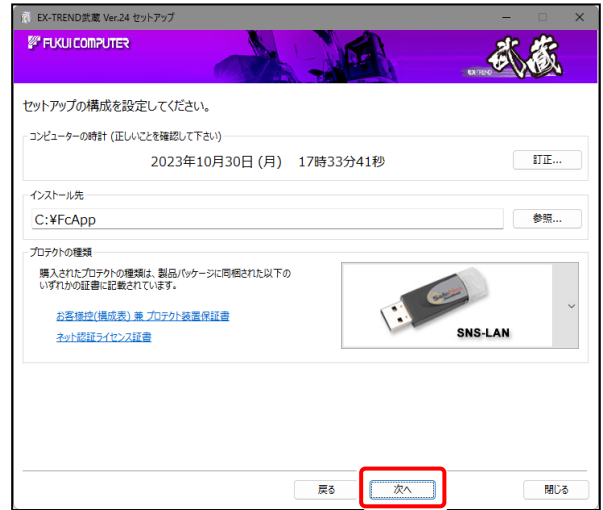 EX-TREND武蔵 Ver.24 セットアップ
FUKUI COMPUTER
EX-TREND 武蔵
セットアップの構成を設定してください。
コンピューターの時計 (正しいことを確認して下さい)
2023年10月30日 (月) 17時33分41秒
訂正...
インストール先
C:¥FcApp
参照...
プロテクトの種類
購入されたプロテクトの種類は、製品パッケージに同梱された以下の
いずれかの証書に記載されています。
お客様控(構成表) 兼 プロテクト装置保証書
ネット認証ライセンス証書
SNS-LAN
戻る
次へ
閉じる